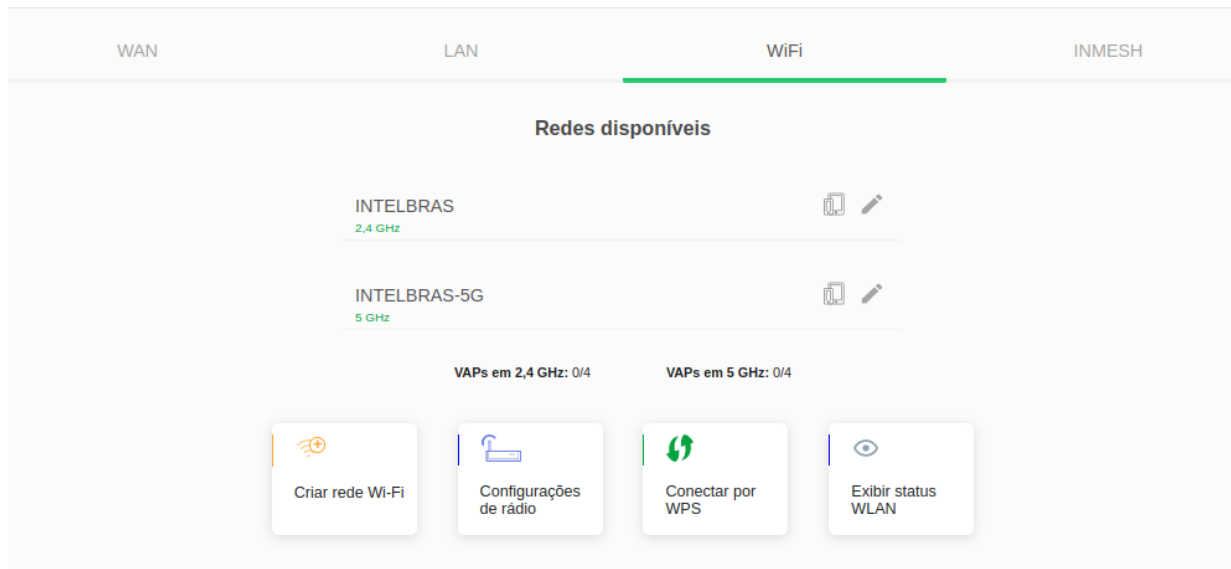 WAN LAN WiFi INMESH
Redes disponíveis
INTELBRAS
2,4 GHz
INTELBRAS-5G
5 GHz
VAPs em 2,4 GHz: 0/4 VAPs em 5 GHz: 0/4
Criar rede Wi-Fi
Configurações
de rádio
Conectar por
WPS
Exibir status
WLAN